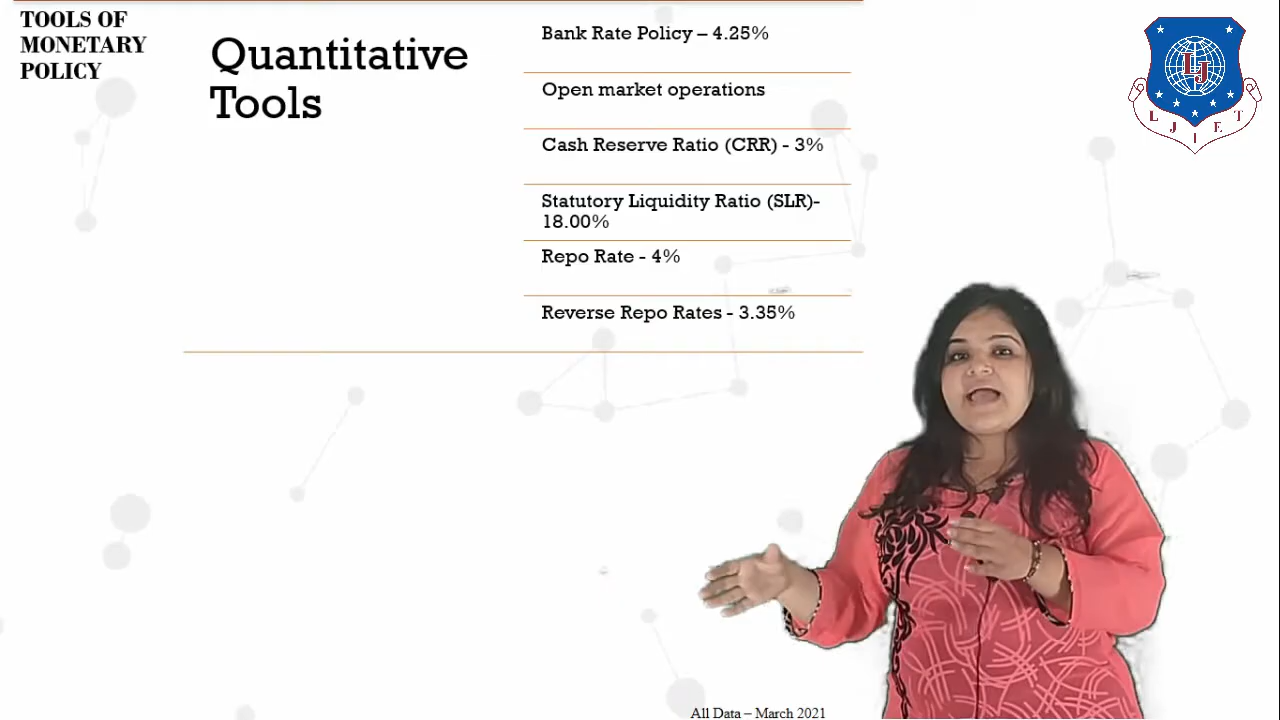 TOOLS OF
MONETARY
POLICY
Quantitative
Tools
Bank Rate Policy – 4.25%
Open market operations
Cash Reserve Ratio (CRR) - 3%
Statutory Liquidity Ratio (SLR)-
18.00%
Repo Rate - 4%
Reverse Repo Rates - 3.35%
LJ
L J I E T
All Data – March 2021